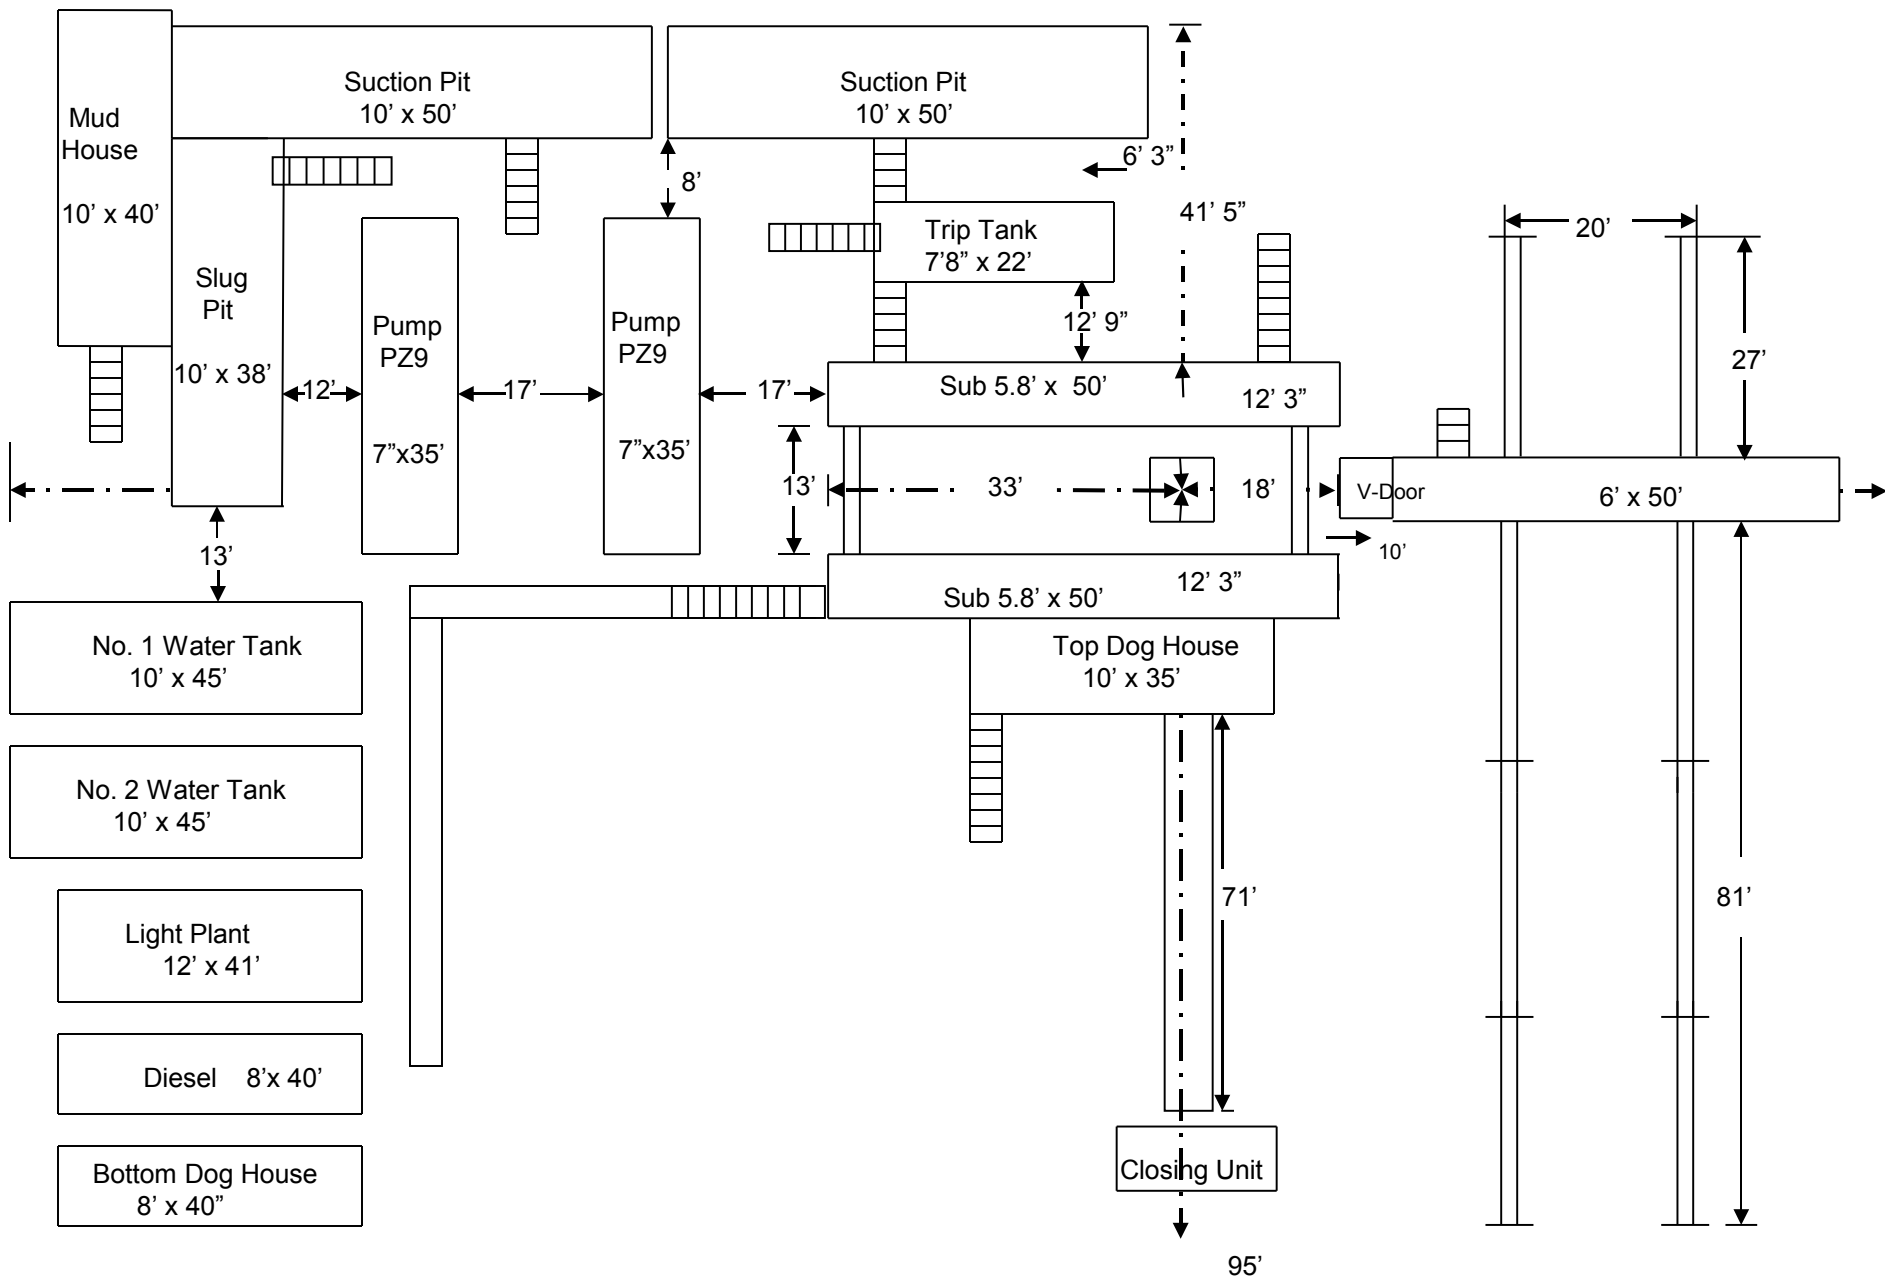 Suction Pit
10’ x 50’
Suction Pit
10’ x 50’
Mud
House
10’ x 40’
6’ 3”
8’
41’ 5”
20’
Trip Tank
7’8” x 22’
Slug
Pit
10’ x 38’
Pump
PZ9
7”x35’
Pump
PZ9
7”x35’
12’ 9”
27’
12’
17’
17’
Sub 5.8’ x 50’
12’ 3”
13’
33’
18’
V-Door
6’ x 50’
10’
13’
Sub 5.8’ x 50’
12’ 3”
No. 1 Water Tank
10’ x 45’
Top Dog House
10’ x 35’
No. 2 Water Tank
10’ x 45’
71’
81’
Light Plant
12’ x 41’
Diesel 8’x 40’
Closing Unit
Bottom Dog House
8’ x 40”
95’